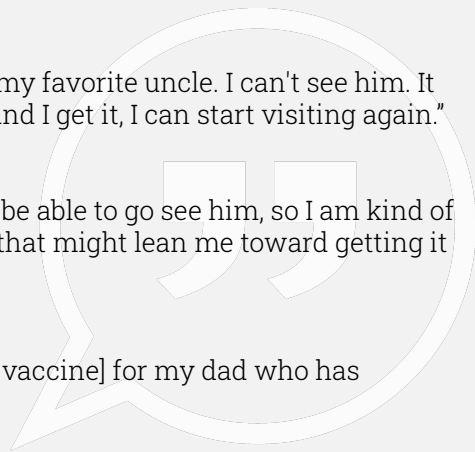 my favorite uncle. I can't see him. It
and I get it, I can start visiting again.”
be able to go see him, so I am kind of
that might lean me toward getting it
vaccine] for my dad who has